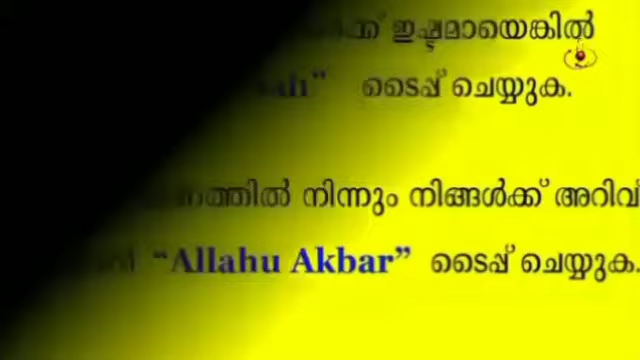 ഇഷ്ടമായെങ്കിൽ
ടൈപ്പ് ചെയ്യുക.
നിന്നും നിങ്ങൾക്ക് അറിവ്
“Allahu Akbar” ടൈപ്പ് ചെയ്യുക.